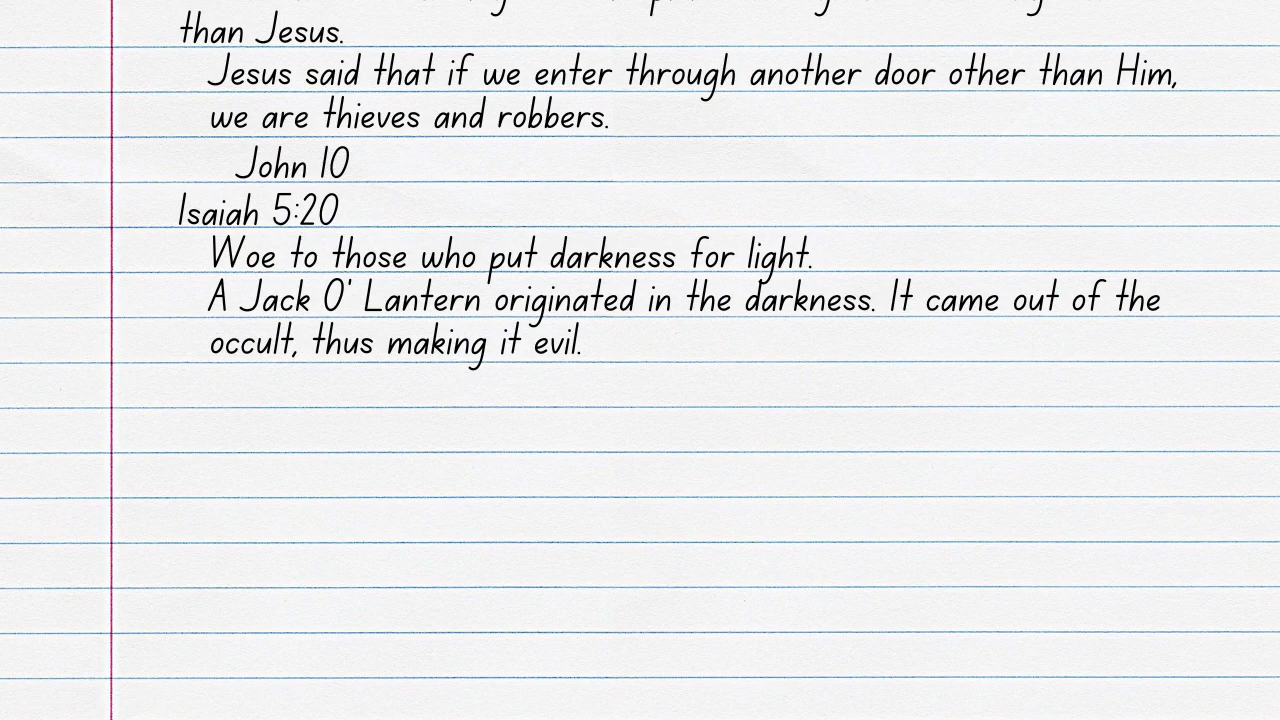 than Jesus.
Jesus said that if we enter through another door other than Him,
we are thieves and robbers.
John 10
Isaiah 5:20
Woe to those who put darkness for light.
A Jack O' Lantern originated in the darkness. It came out of the
occult, thus making it evil.